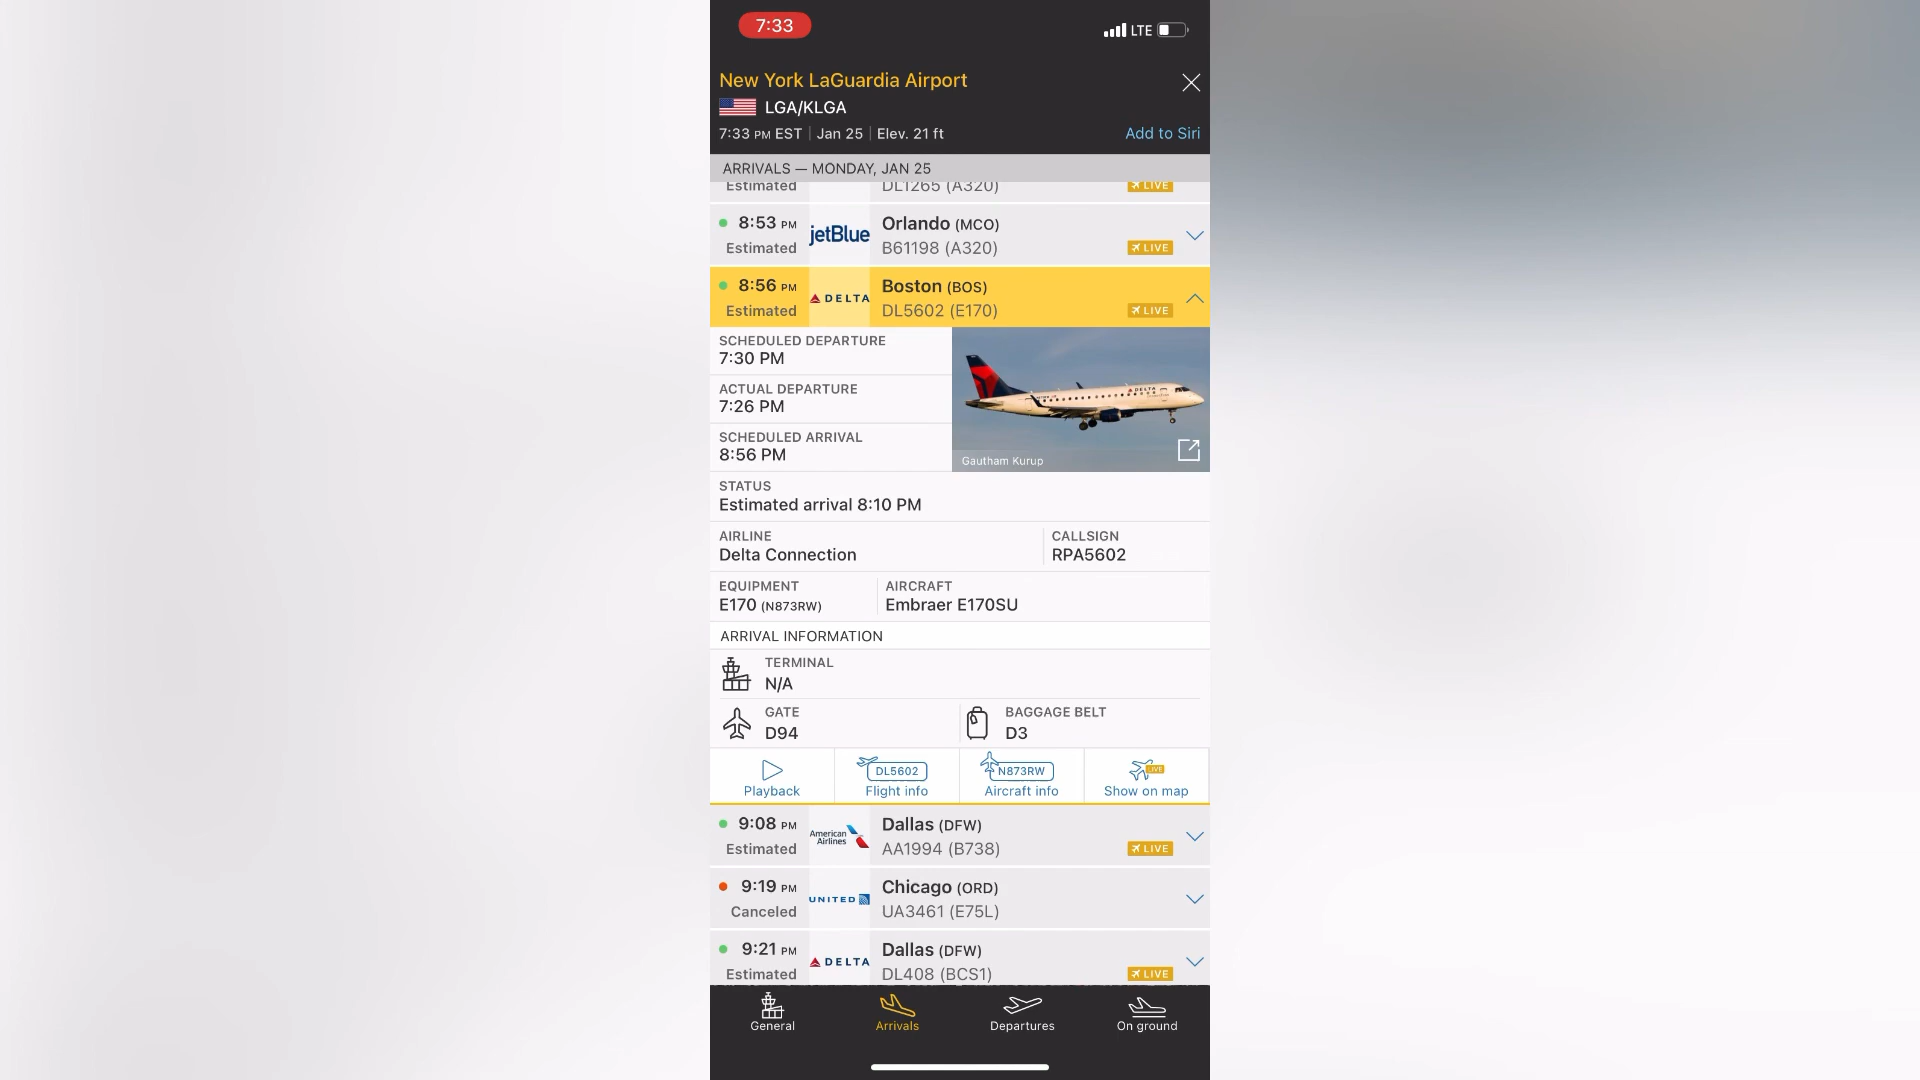 7:33
LTE
New York LaGuardia Airport
LGA/KLGA
7:33 PM EST | Jan 25 | Elev. 21 ft
Add to Siri
ARRIVALS — MONDAY, JAN 25
Estimated
DL1265 (A320)
LIVE
8:53 PM
Estimated
jetBlue
Orlando (MCO)
B61198 (A320)
LIVE
8:56 PM
Estimated
DELTA
Boston (BOS)
DL5602 (E170)
LIVE
SCHEDULED DEPARTURE
7:30 PM
ACTUAL DEPARTURE
7:26 PM
SCHEDULED ARRIVAL
8:56 PM
DELTA
Gautham Kurup
STATUS
Estimated arrival 8:10 PM
AIRLINE
Delta Connection
CALLSIGN
RPA5602
EQUIPMENT
E170 (N873RW)
AIRCRAFT
Embraer E170SU
ARRIVAL INFORMATION
TERMINAL
N/A
GATE
D94
BAGGAGE BELT
D3
Playback
DL5602
Flight info
N873RW
Aircraft info
LIVE
Show on map
9:08 PM
Estimated
American
Airlines
Dallas (DFW)
AA1994 (B738)
LIVE
9:19 PM
Canceled
UNITED
Chicago (ORD)
UA3461 (E75L)
9:21 PM
Estimated
DELTA
Dallas (DFW)
DL408 (BCS1)
LIVE
General
Arrivals
Departures
On ground